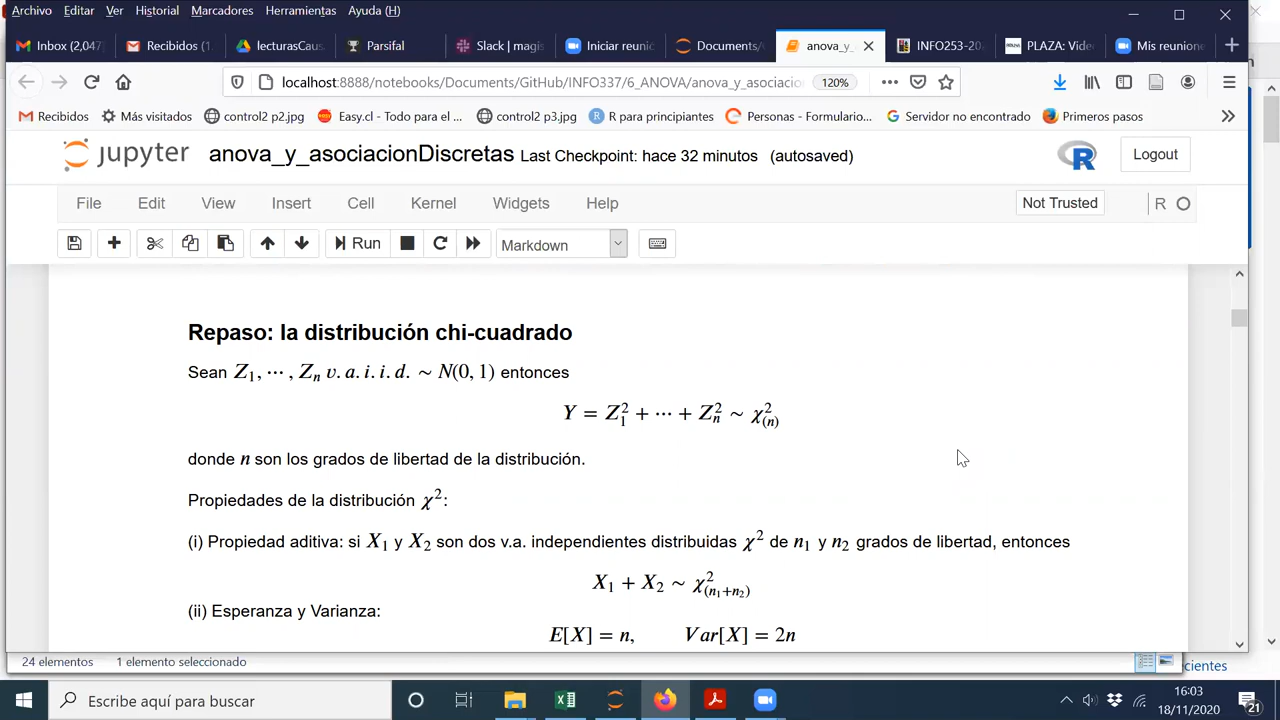 Archivo Editar Ver Historial Marcadores Herramientas Ayuda (H)
Inbox (2,047 Recibidos (1. lecturasCaus Parsifal Slack | magis Iniciar reuni Documents/ anova_y_ INFO253-20 PLAZA: Vide Mis reunione
localhost:8888/notebooks/Documents/GitHub/INFO337/6_ANOVA/anova_y_asociacio 120%
Recibidos Más visitados control2 p2.jpg Easy.cl - Todo para el ... control2 p3.jpg R para principiantes Personas - Formulario... Servidor no encontrado Primeros pasos
jupyter anova_y_asociacionDiscretas Last Checkpoint: hace 32 minutos (autosaved) R Logout
File Edit View Insert Cell Kernel Widgets Help Not Trusted R
Run Markdown
Repaso: la distribución chi-cuadrado
Sean Z₁, ⋯ , Zₙ v. a. i. i. d. ∼ N(0, 1) entonces
Y = Z₁² + ⋯ + Zₙ² ∼ χ²₍ₙ₎
donde n son los grados de libertad de la distribución.
Propiedades de la distribución χ²:
(i) Propiedad aditiva: si X₁ y X₂ son dos v.a. independientes distribuidas χ² de n₁ y n₂ grados de libertad, entonces
X₁ + X₂ ∼ χ²₍ₙ₁₊ₙ₂₎
(ii) Esperanza y Varianza:
E[X] = n, Var[X] = 2n
24 elementos 1 elemento seleccionado cientes
Escribe aquí para buscar 16:03
18/11/2020 21